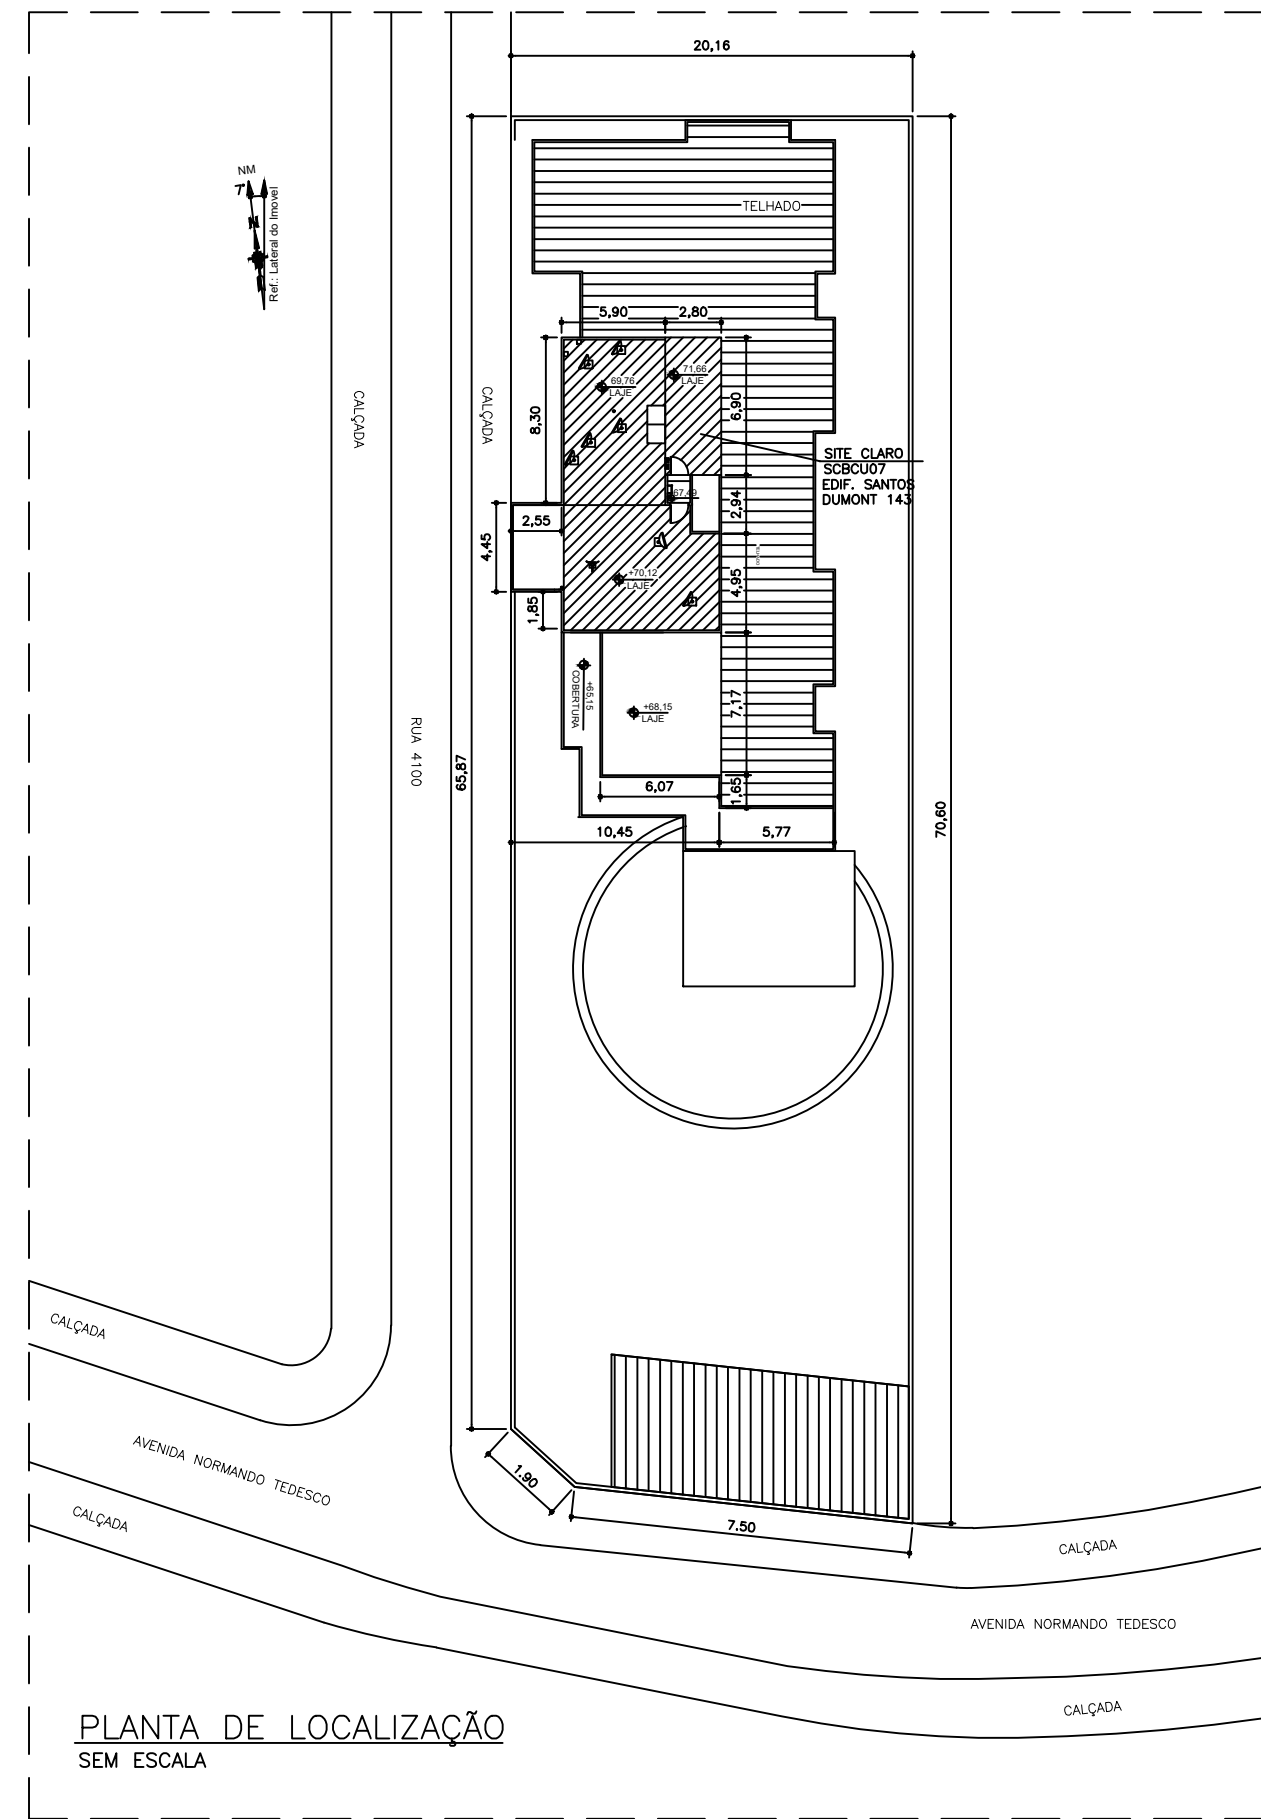 20,16
NM
7°
Ref.: Lateral do Imovel
TELHADO
5,90
2,80
69,76
LAJE
71,66
LAJE
8,30
6,90
CALÇADA
CALÇADA
SITE CLARO
SCBCU07
EDIF. SANTOS
DUMONT 143
67,49
2,94
2,55
4,45
+70,12
LAJE
4,95
1,85
+65,15
COBERTURA
+68,15
LAJE
7,17
RUA 4100
65,87
6,07
1,65
10,45
5,77
70,60
CALÇADA
AVENIDA NORMANDO TEDESCO
CALÇADA
1.90
7.50
CALÇADA
AVENIDA NORMANDO TEDESCO
CALÇADA
PLANTA DE LOCALIZAÇÃO
SEM ESCALA